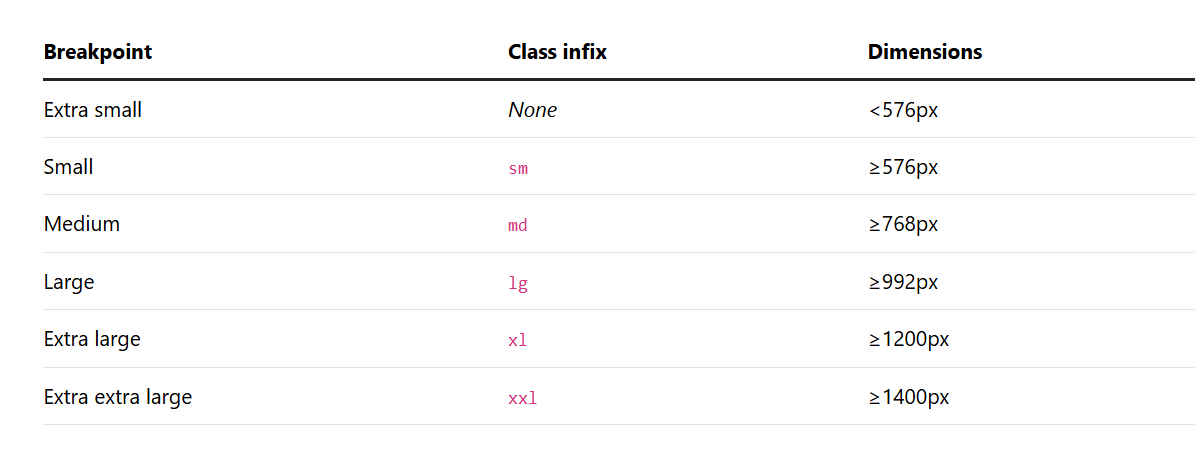 Breakpoint Class infix Dimensions
Extra small None <576px
Small sm ≥576px
Medium md ≥768px
Large lg ≥992px
Extra large xl ≥1200px
Extra extra large xxl ≥1400px